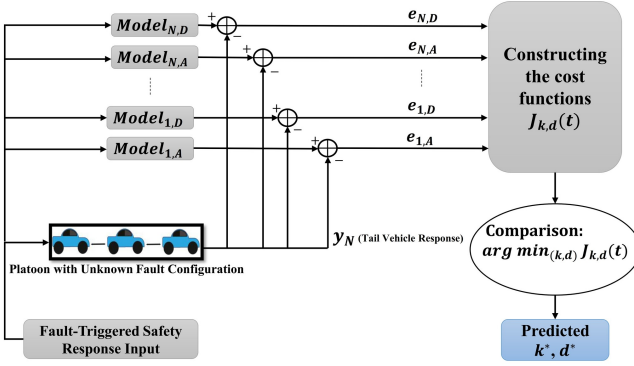 Model_{N,D}
+
−
e_{N,D}
Model_{N,A}
+
−
e_{N,A}
Model_{1,D}
+
−
e_{1,D}
Model_{1,A}
+
−
e_{1,A}
Constructing
the cost
functions
J_{k,d}(t)
y_N (Tail Vehicle Response)
Platoon with Unknown Fault Configuration
Comparison:
arg min_{(k,d)} J_{k,d}(t)
Fault-Triggered Safety
Response Input
Predicted
k*, d*